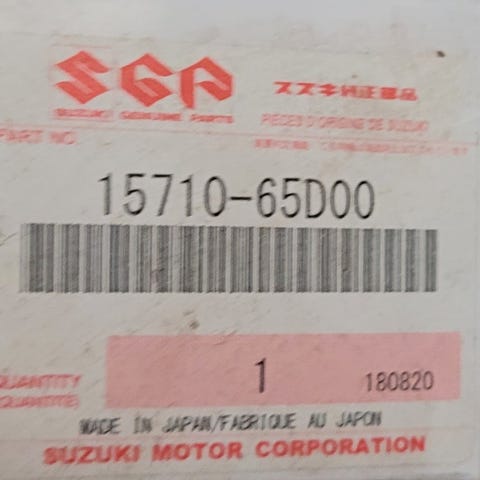 SGP
SUZUKI GENUINE PARTS
スズキ純正部品
PIECES D'ORIGINE DE SUZUKI
PART NO.
15710-65D00
QUANTITY
(QUANTITE)
1
180820
MADE IN JAPAN/FABRIQUE AU JAPON
SUZUKI MOTOR CORPORATION